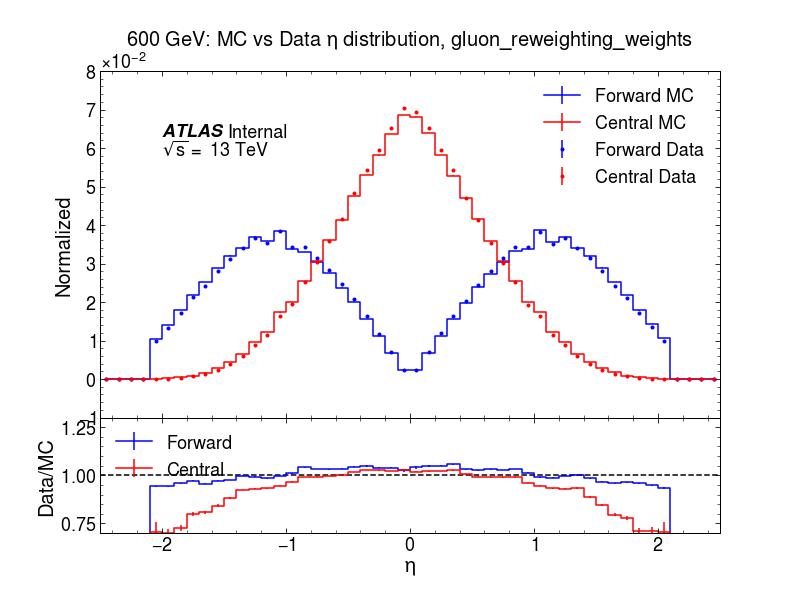 600 GeV: MC vs Data η distribution, gluon_reweighting_weights
×10⁻²
8
7
6
5
4
3
2
1
0
−1
Normalized
ATLAS Internal
√s = 13 TeV
Forward MC
Central MC
Forward Data
Central Data
1.25
1.00
0.75
Data/MC
Forward
Central
−2
−1
0
1
2
η